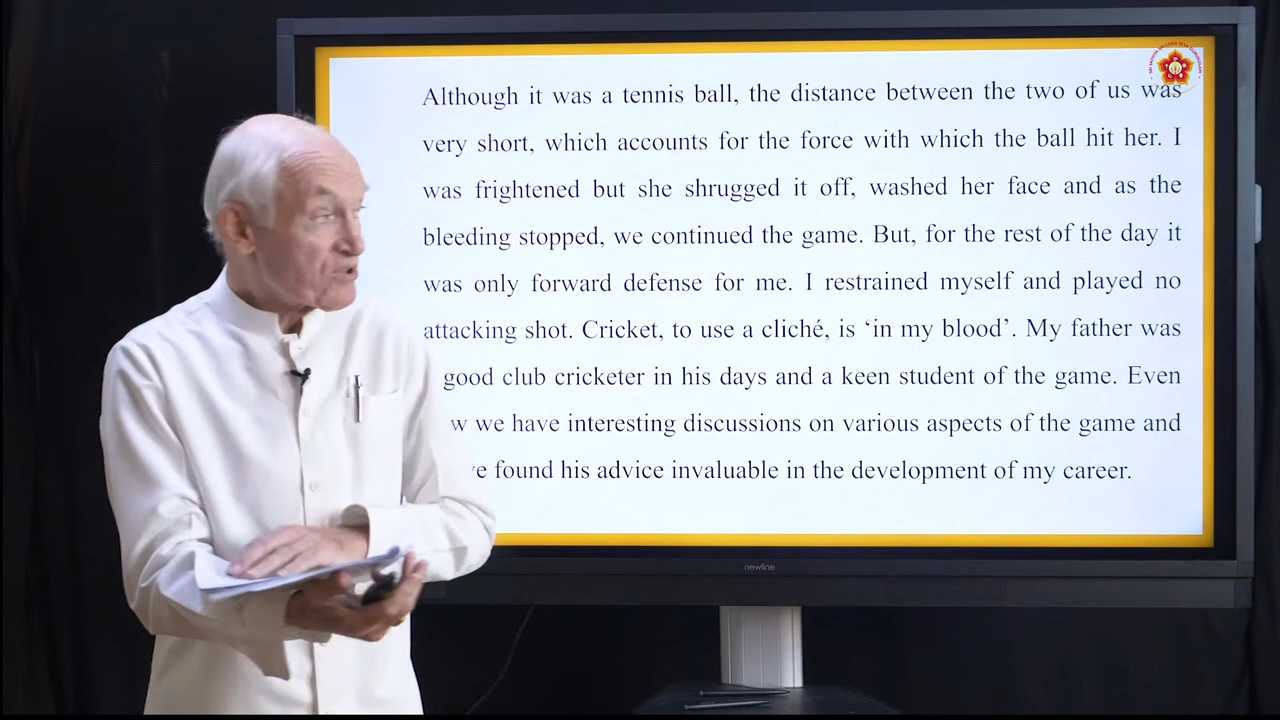 Although it was a tennis ball, the distance between the two of us was
very short, which accounts for the force with which the ball hit her. I
was frightened but she shrugged it off, washed her face and as the
bleeding stopped, we continued the game. But, for the rest of the day it
was only forward defense for me. I restrained myself and played no
attacking shot. Cricket, to use a cliché, is ‘in my blood’. My father was
good club cricketer in his days and a keen student of the game. Even
w we have interesting discussions on various aspects of the game and
ve found his advice invaluable in the development of my career.
newline